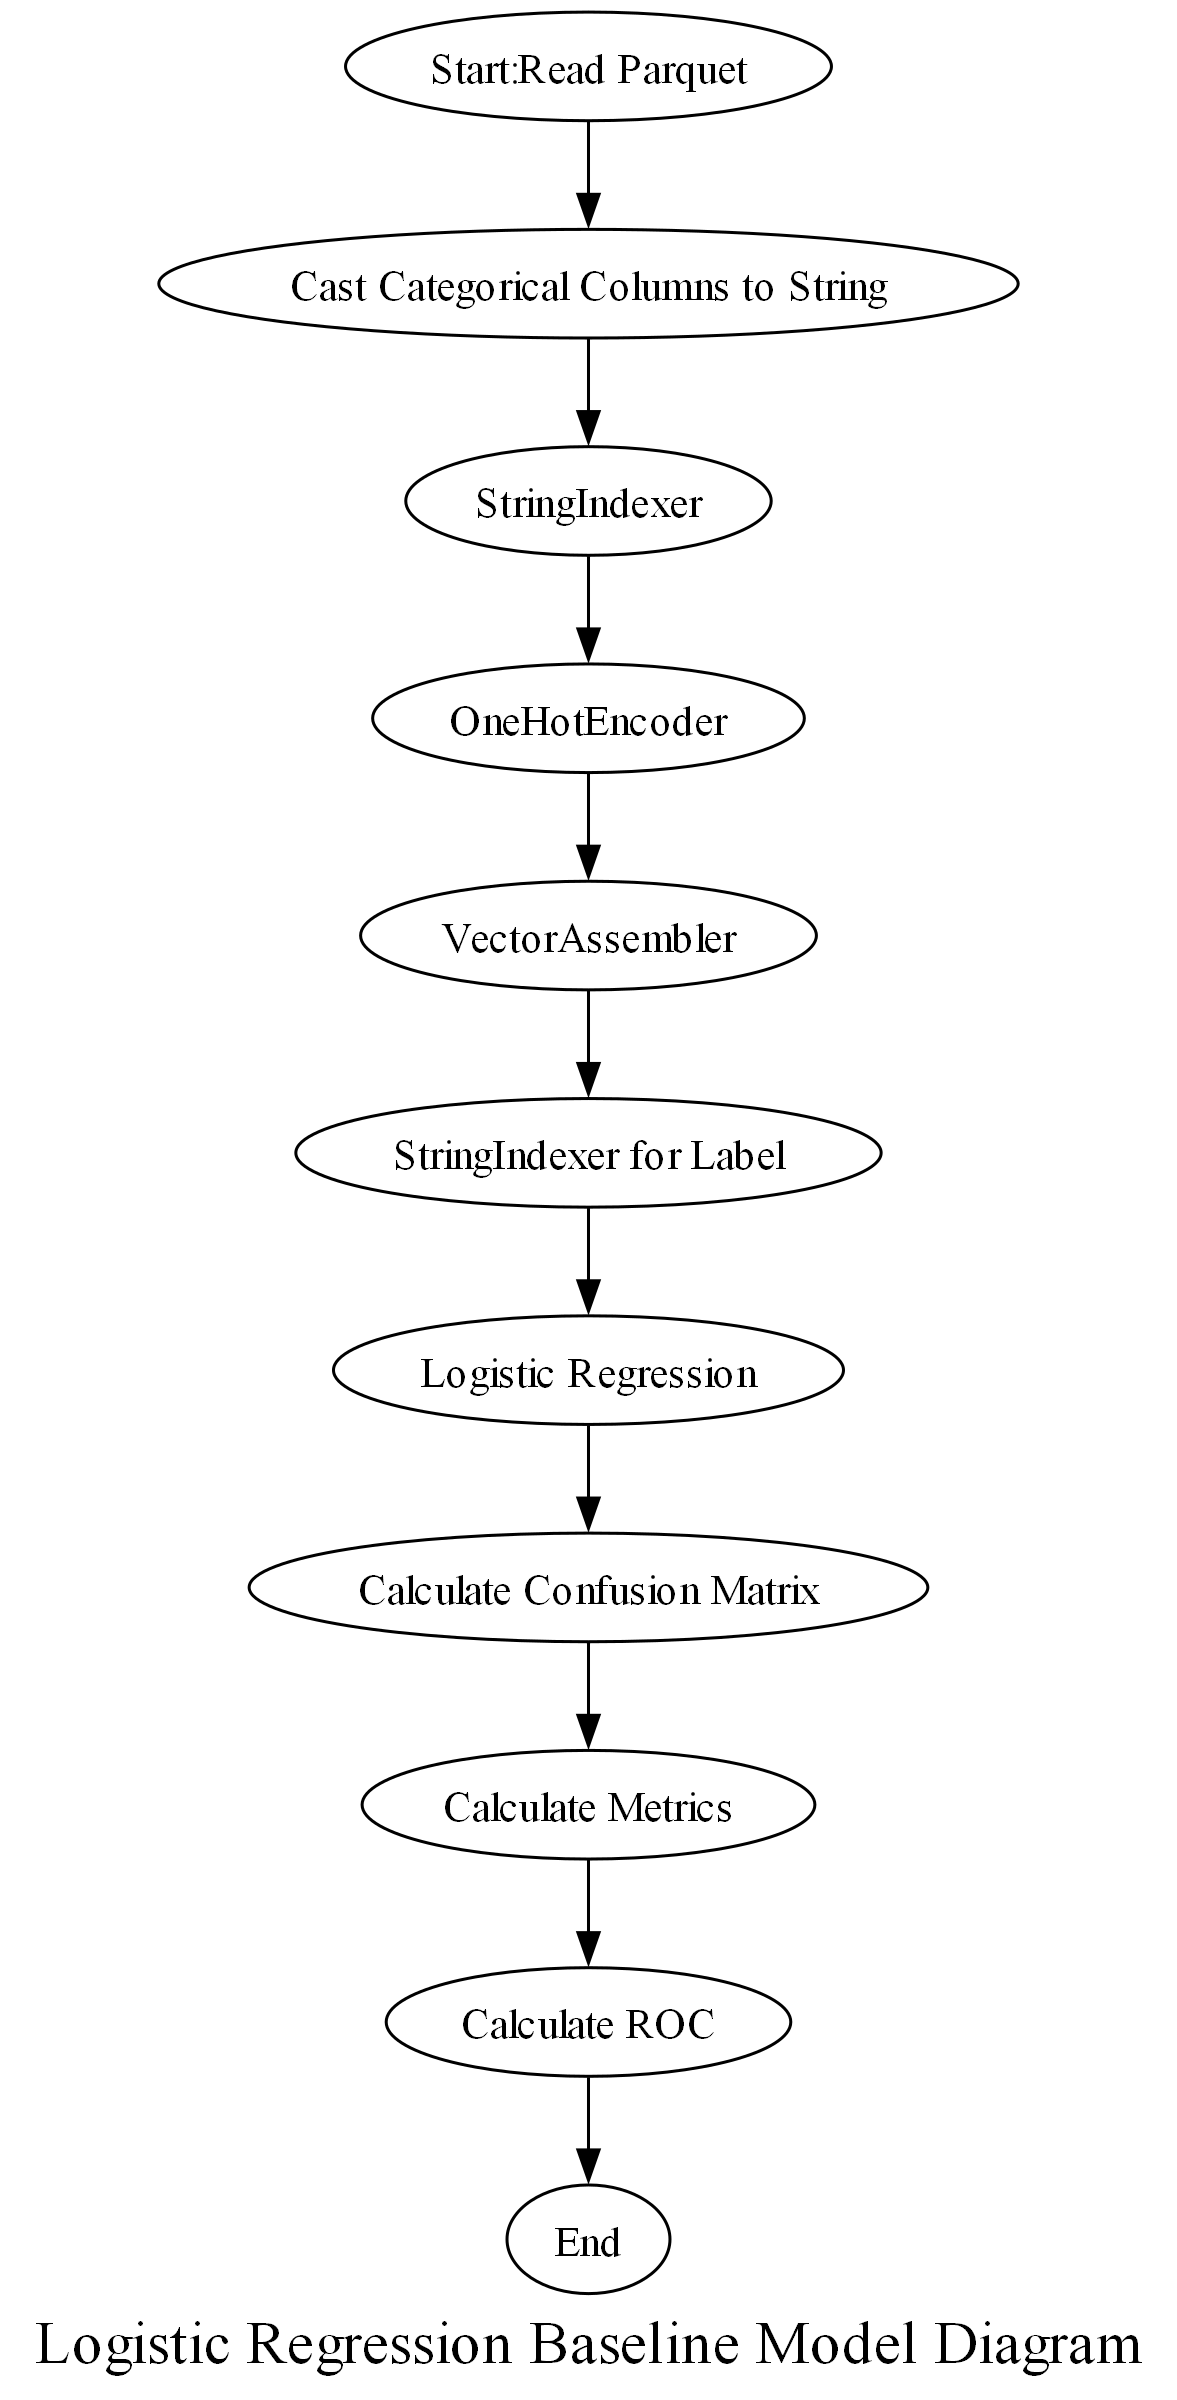 Start:Read Parquet
Cast Categorical Columns to String
StringIndexer
OneHotEncoder
VectorAssembler
StringIndexer for Label
Logistic Regression
Calculate Confusion Matrix
Calculate Metrics
Calculate ROC
End
Logistic Regression Baseline Model Diagram